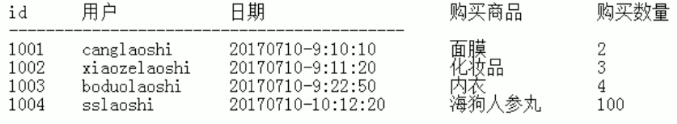 id 用户 日期 购买商品 购买数量
-------------------------------------------
1001 canglaoshi 20170710-9:10:10 面膜 2
1002 xiaozelaoshi 20170710-9:11:20 化妆品 3
1003 boduolaoshi 20170710-9:22:50 内衣 4
1004 sslaoshi 20170710-10:12:20 海狗人参丸 100